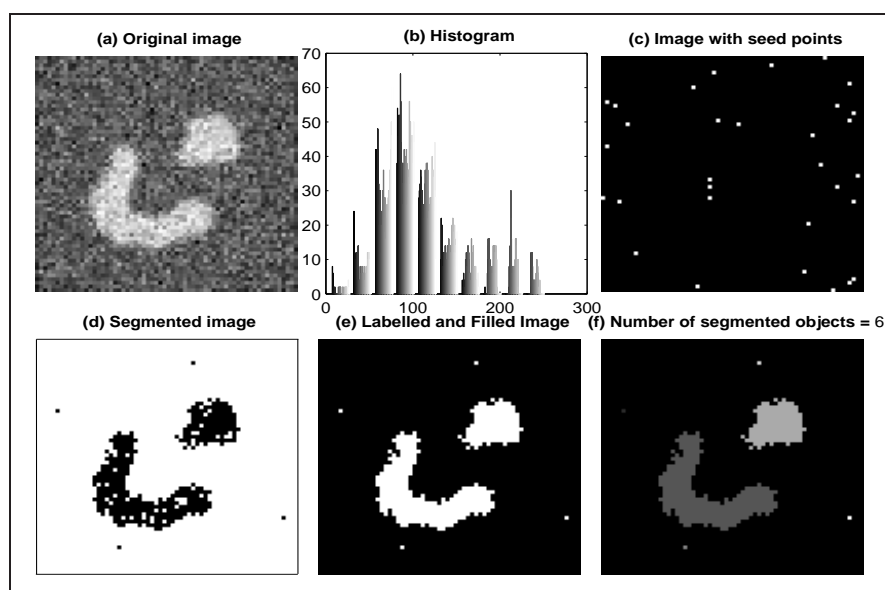 (a) Original image
(b) Histogram
(c) Image with seed points
70
60
50
40
30
20
10
0
0
100
200
300
(d) Segmented image
(e) Labelled and Filled Image
(f) Number of segmented objects = 6